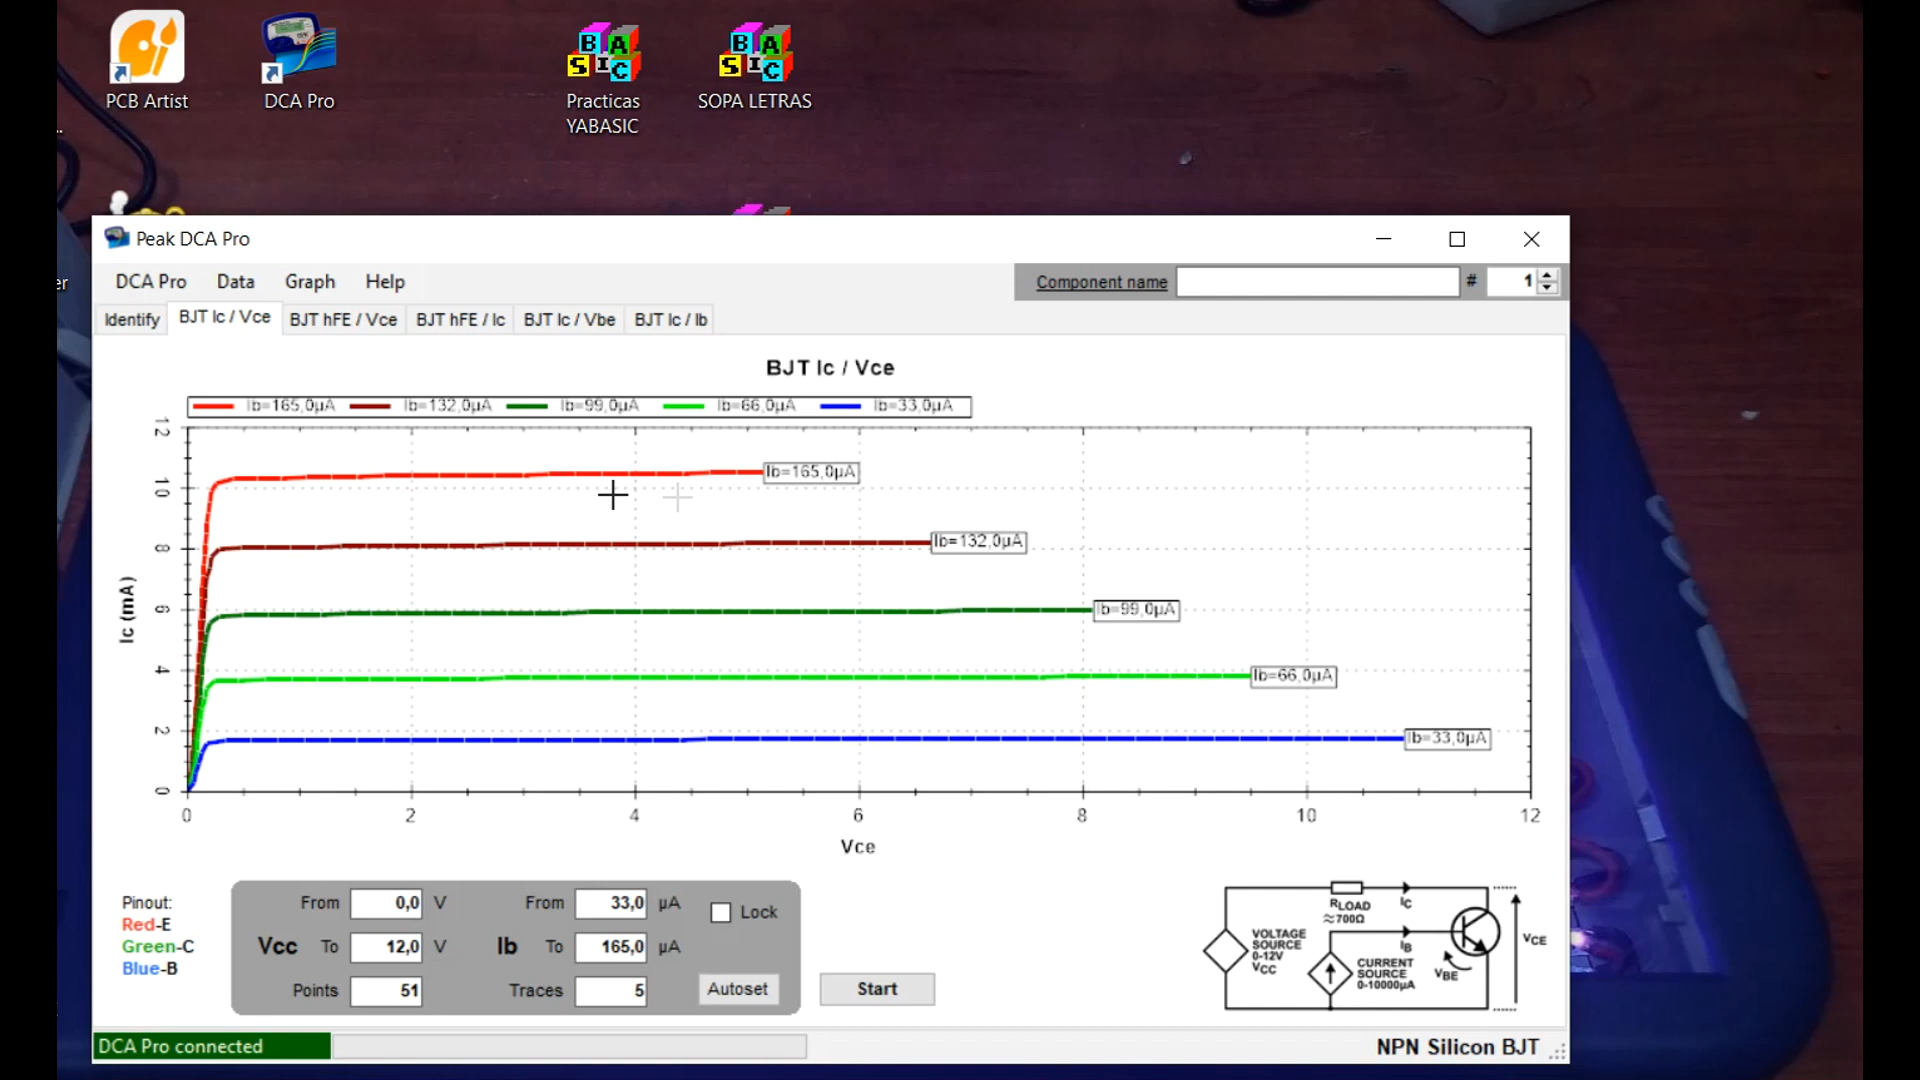 PCB Artist
DCA Pro
Practicas
YABASIC
SOPA LETRAS
..
er
Peak DCA Pro
DCA Pro Data Graph Help
Component name # 1
Identify BJT Ic / Vce BJT hFE / Vce BJT hFE / Ic BJT Ic / Vbe BJT Ic / Ib
BJT Ic / Vce
Ib=165,0µA Ib=132,0µA Ib=99,0µA Ib=66,0µA Ib=33,0µA
12
10
8
6
4
2
0
Ic (mA)
Ib=165,0µA
Ib=132,0µA
Ib=99,0µA
Ib=66,0µA
Ib=33,0µA
0 2 4 6 8 10 12
Vce
Pinout:
Red-E
Green-C
Blue-B
From 0,0 V From 33,0 µA Lock
Vcc To 12,0 V Ib To 165,0 µA
Points 51 Traces 5 Autoset
Start
RLOAD
≈700Ω
IC
VOLTAGE
SOURCE
0-12V
VCC
IB
CURRENT
SOURCE
0-10000µA
VBE
VCE
DCA Pro connected
NPN Silicon BJT